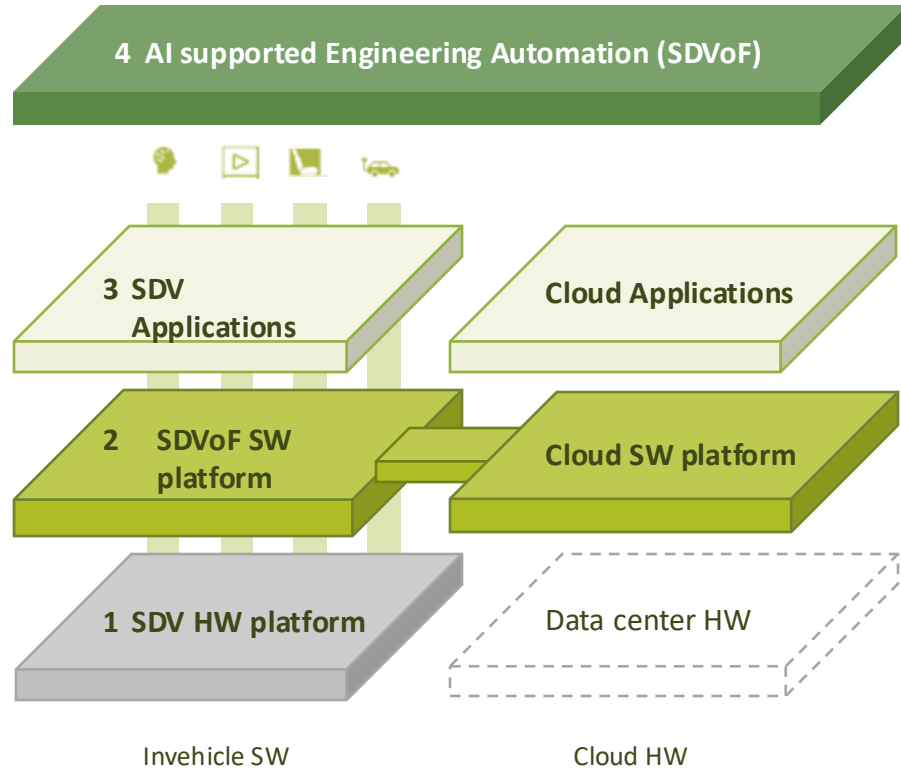 4 AI supported Engineering Automation (SDVoF)
3 SDV
Applications
Cloud Applications
2 SDVoF SW
platform
Cloud SW platform
1 SDV HW platform
Data center HW
Invehicle SW
Cloud HW